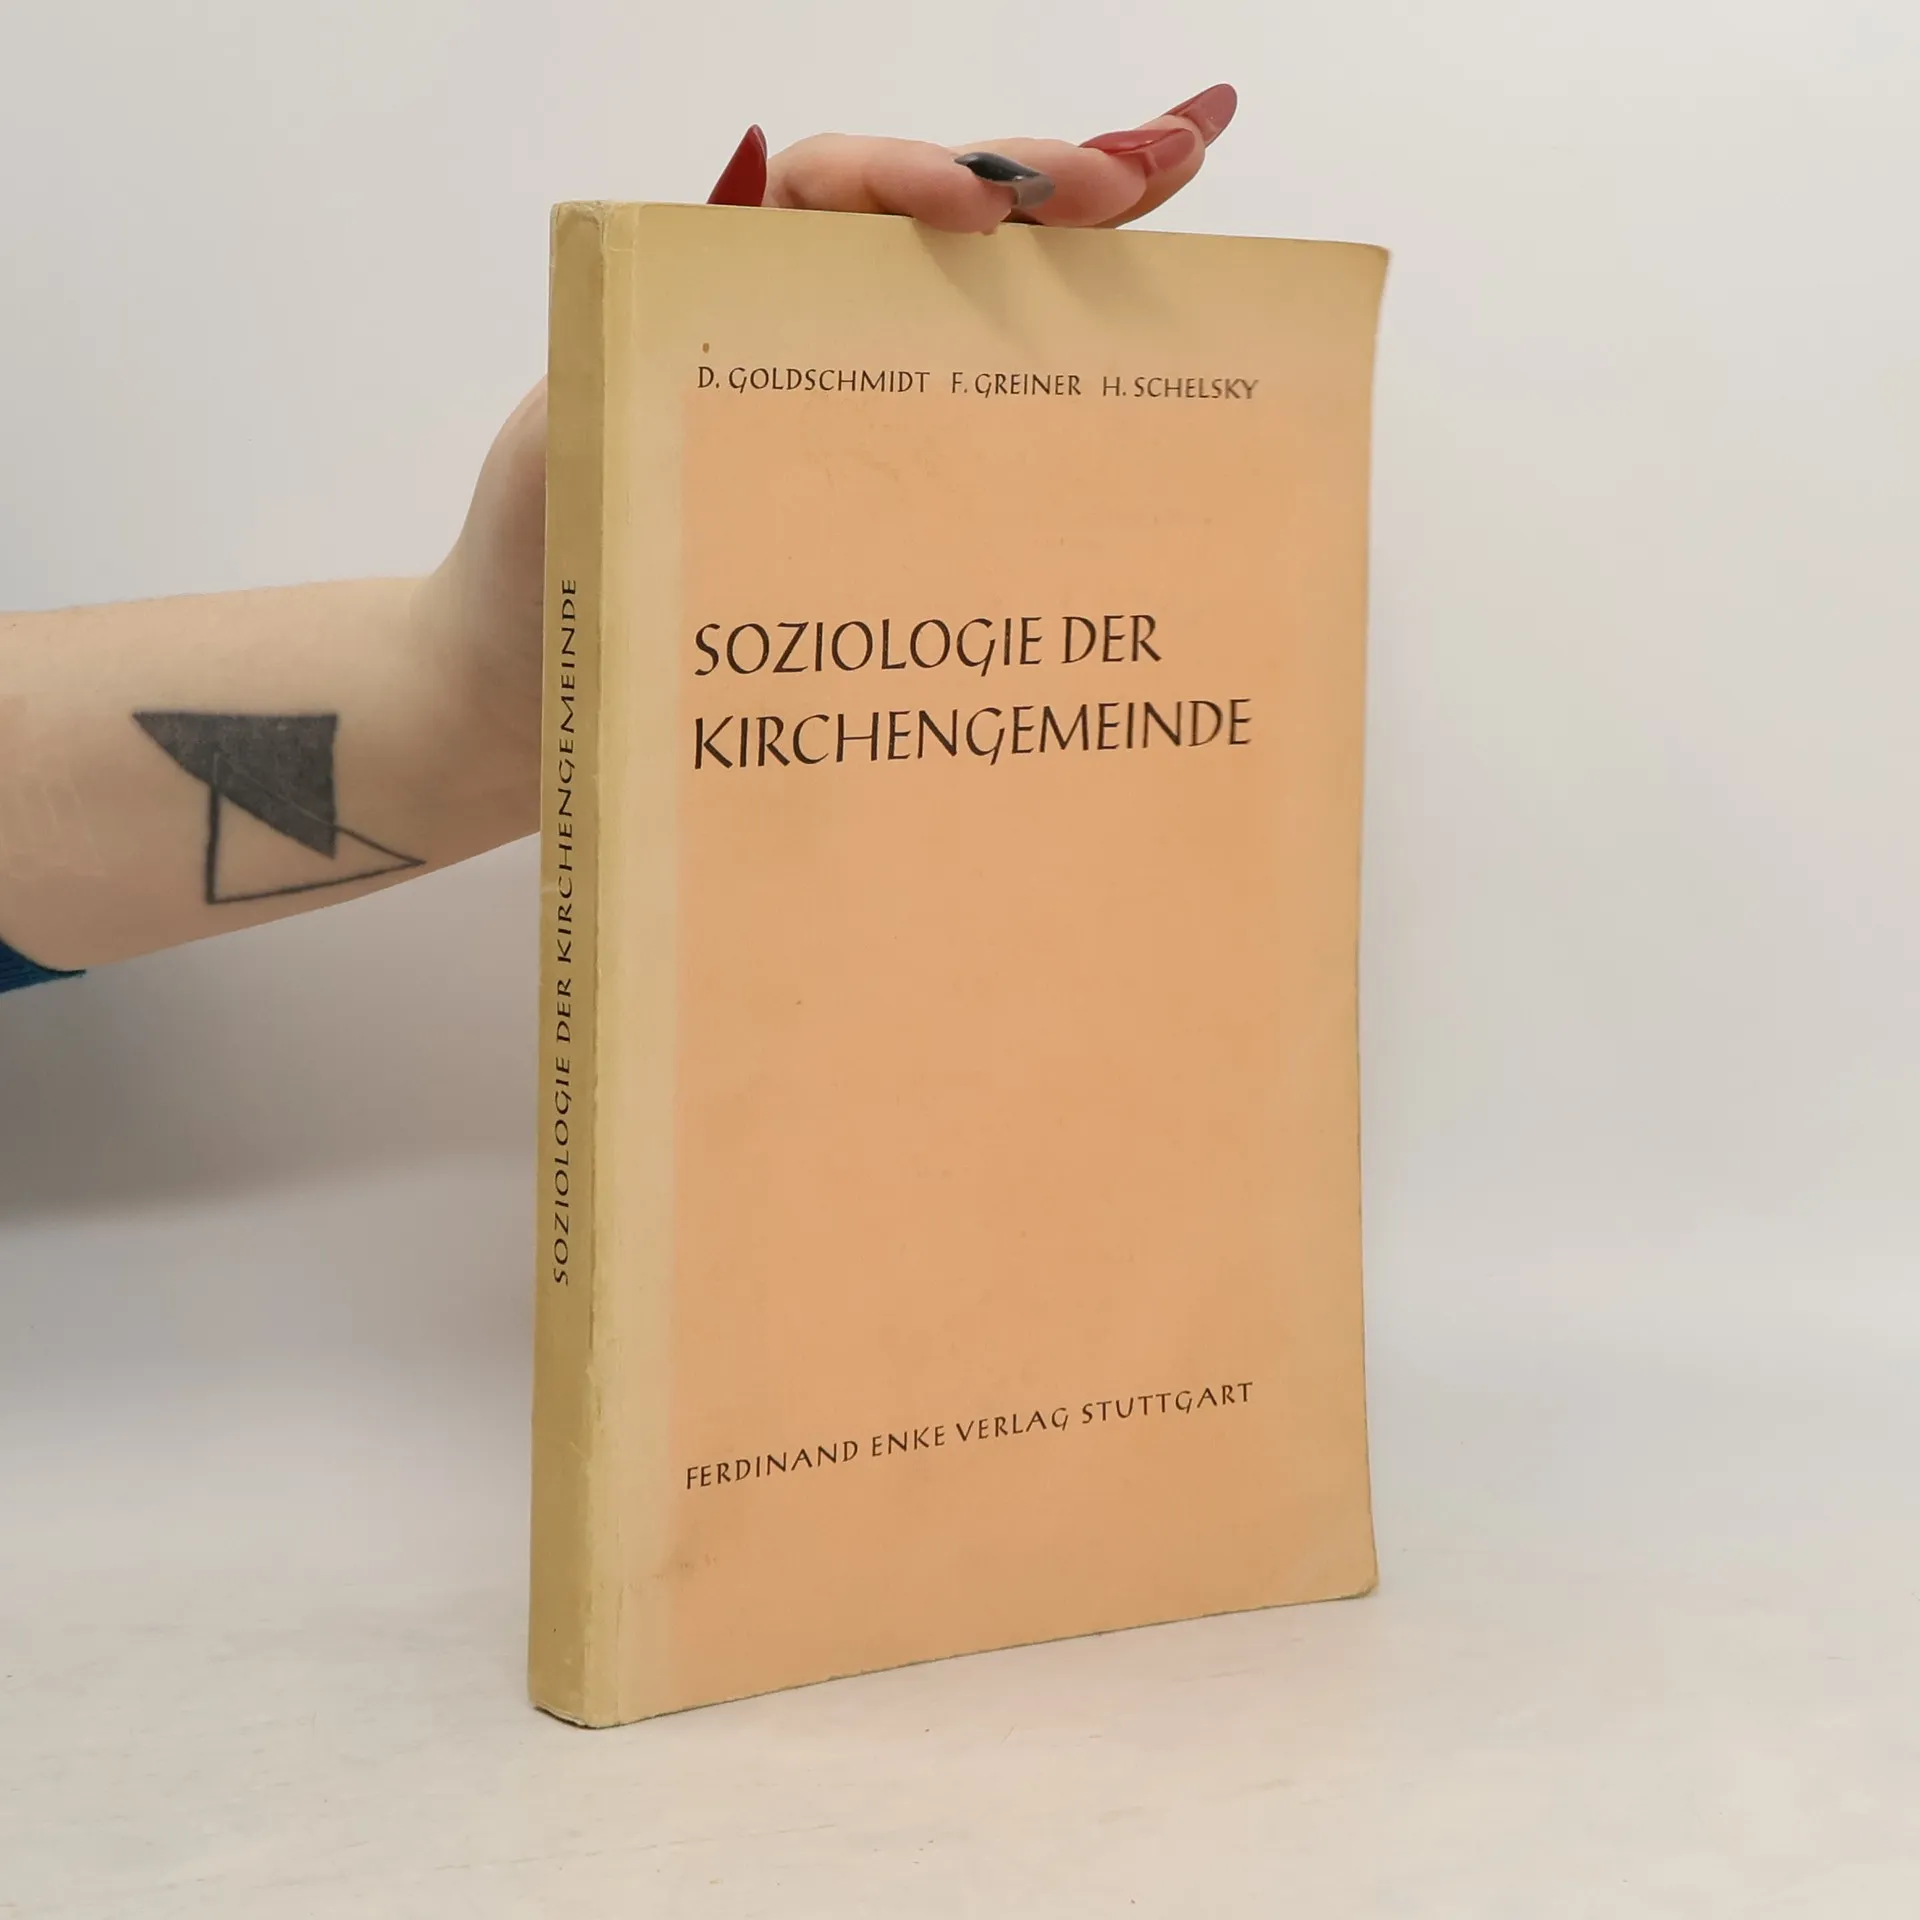 D. GOLDSCHMIDT F. GREINER H. SCHELSKY
SOZIOLOGIE DER
KIRCHENGEMEINDE
FERDINAND ENKE VERLAG STUTTGART
SOZIOLOGIE DER KIRCHENGEMEINDE